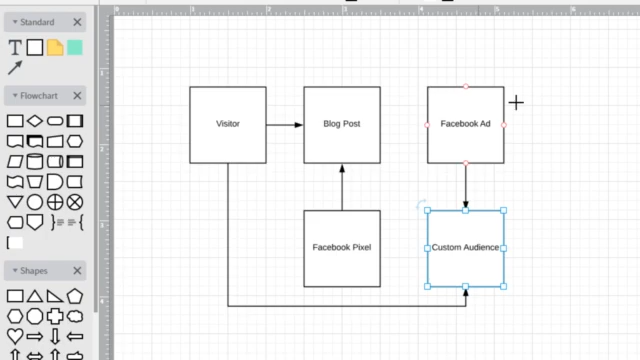 Standard
T
Flowchart
Shapes
Visitor
Blog Post
Facebook Ad
Facebook Pixel
Custom Audience